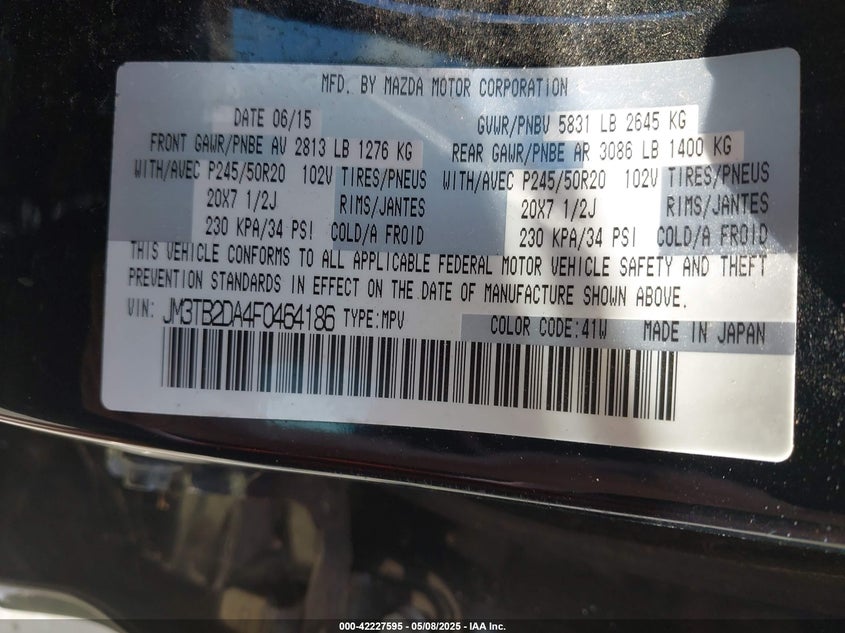 MFD. BY MAZDA MOTOR CORPORATION
DATE 06/15 GVWR/PNBV 5831 LB 2645 KG
FRONT GAWR/PNBE AV 2813 LB 1276 KG REAR GAWR/PNBE AR 3086 LB 1400 KG
WITH/AVEC P245/50R20 102V TIRES/PNEUS WITH/AVEC P245/50R20 102V TIRES/PNEUS
20X7 1/2J RIMS/JANTES 20X7 1/2J RIMS/JANTES
230 KPA/34 PSI COLD/A FROID 230 KPA/34 PSI COLD/A FROID
THIS VEHICLE CONFORMS TO ALL APPLICABLE FEDERAL MOTOR VEHICLE SAFETY AND THEFT
PREVENTION STANDARDS IN EFFECT ON THE DATE OF MANUFACTURE SHOWN ABOVE.
VIN: JM3TB2DA4F0464186 TYPE:MPV COLOR CODE:41W MADE IN JAPAN
000-42227595 — 05/08/2025 — IAA Inc.